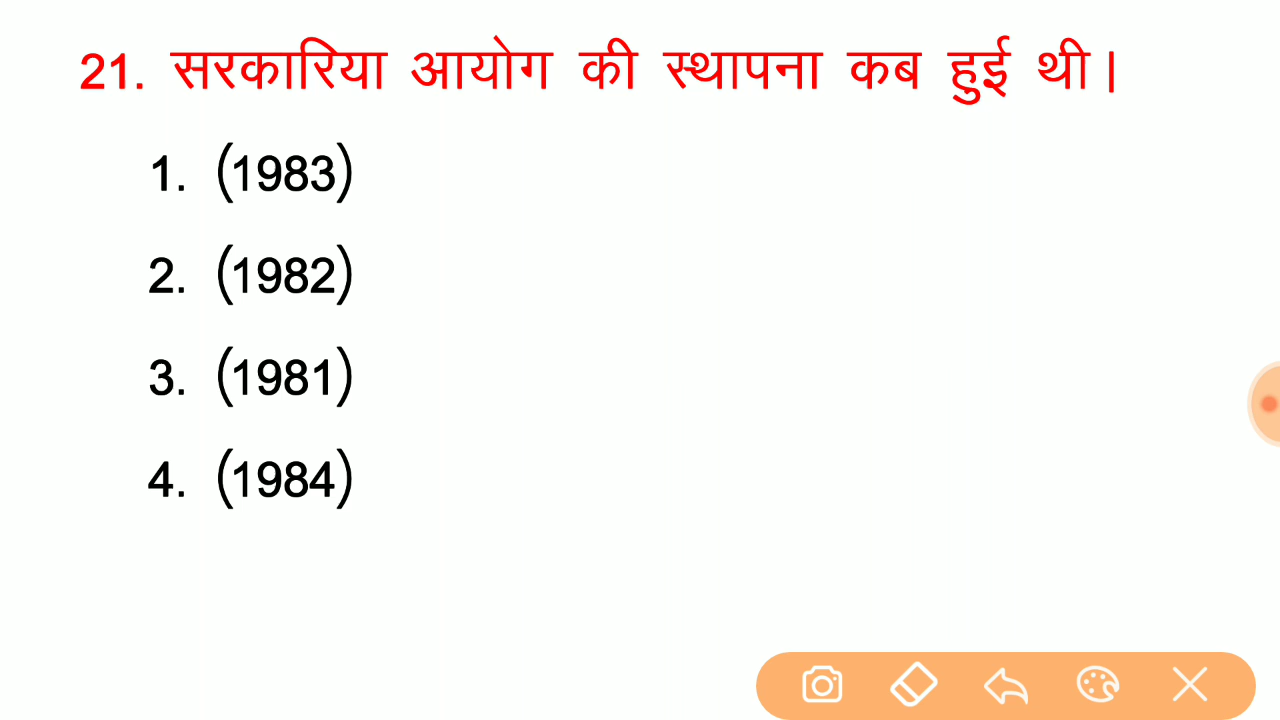 21. सरकारिया आयोग की स्थापना कब हुई थी।
1. (1983)
2. (1982)
3. (1981)
4. (1984)